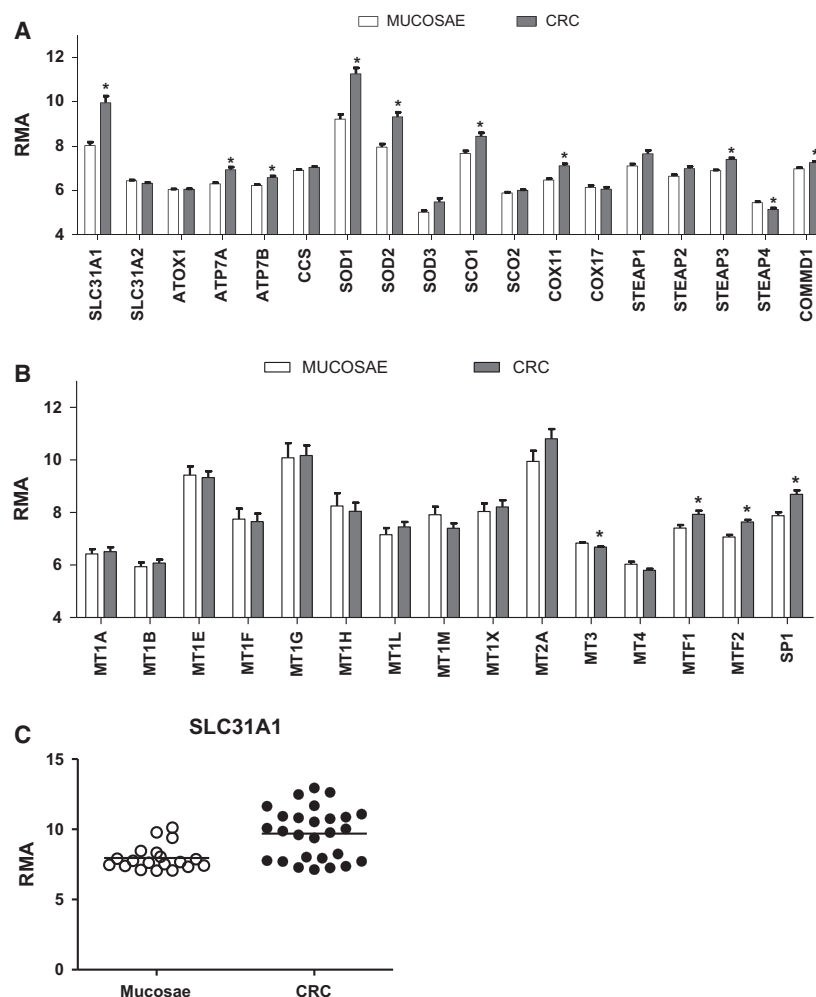 A
MUCOSAE CRC
RMA
12
10
8
6
4
SLC31A1 SLC31A2 ATOX1 ATP7A ATP7B CCS SOD1 SOD2 SOD3 SCO1 SCO2 COX11 COX17 STEAP1 STEAP2 STEAP3 STEAP4 COMMD1
* * * * * * * * * *
B
MUCOSAE CRC
RMA
12
10
8
6
4
* * * *
MT1A MT1B MT1E MT1F MT1G MT1H MT1L MT1M MT1X MT2A MT3 MT4 MTF1 MTF2 SP1
C
SLC31A1
RMA
15
10
5
0
Mucosae CRC